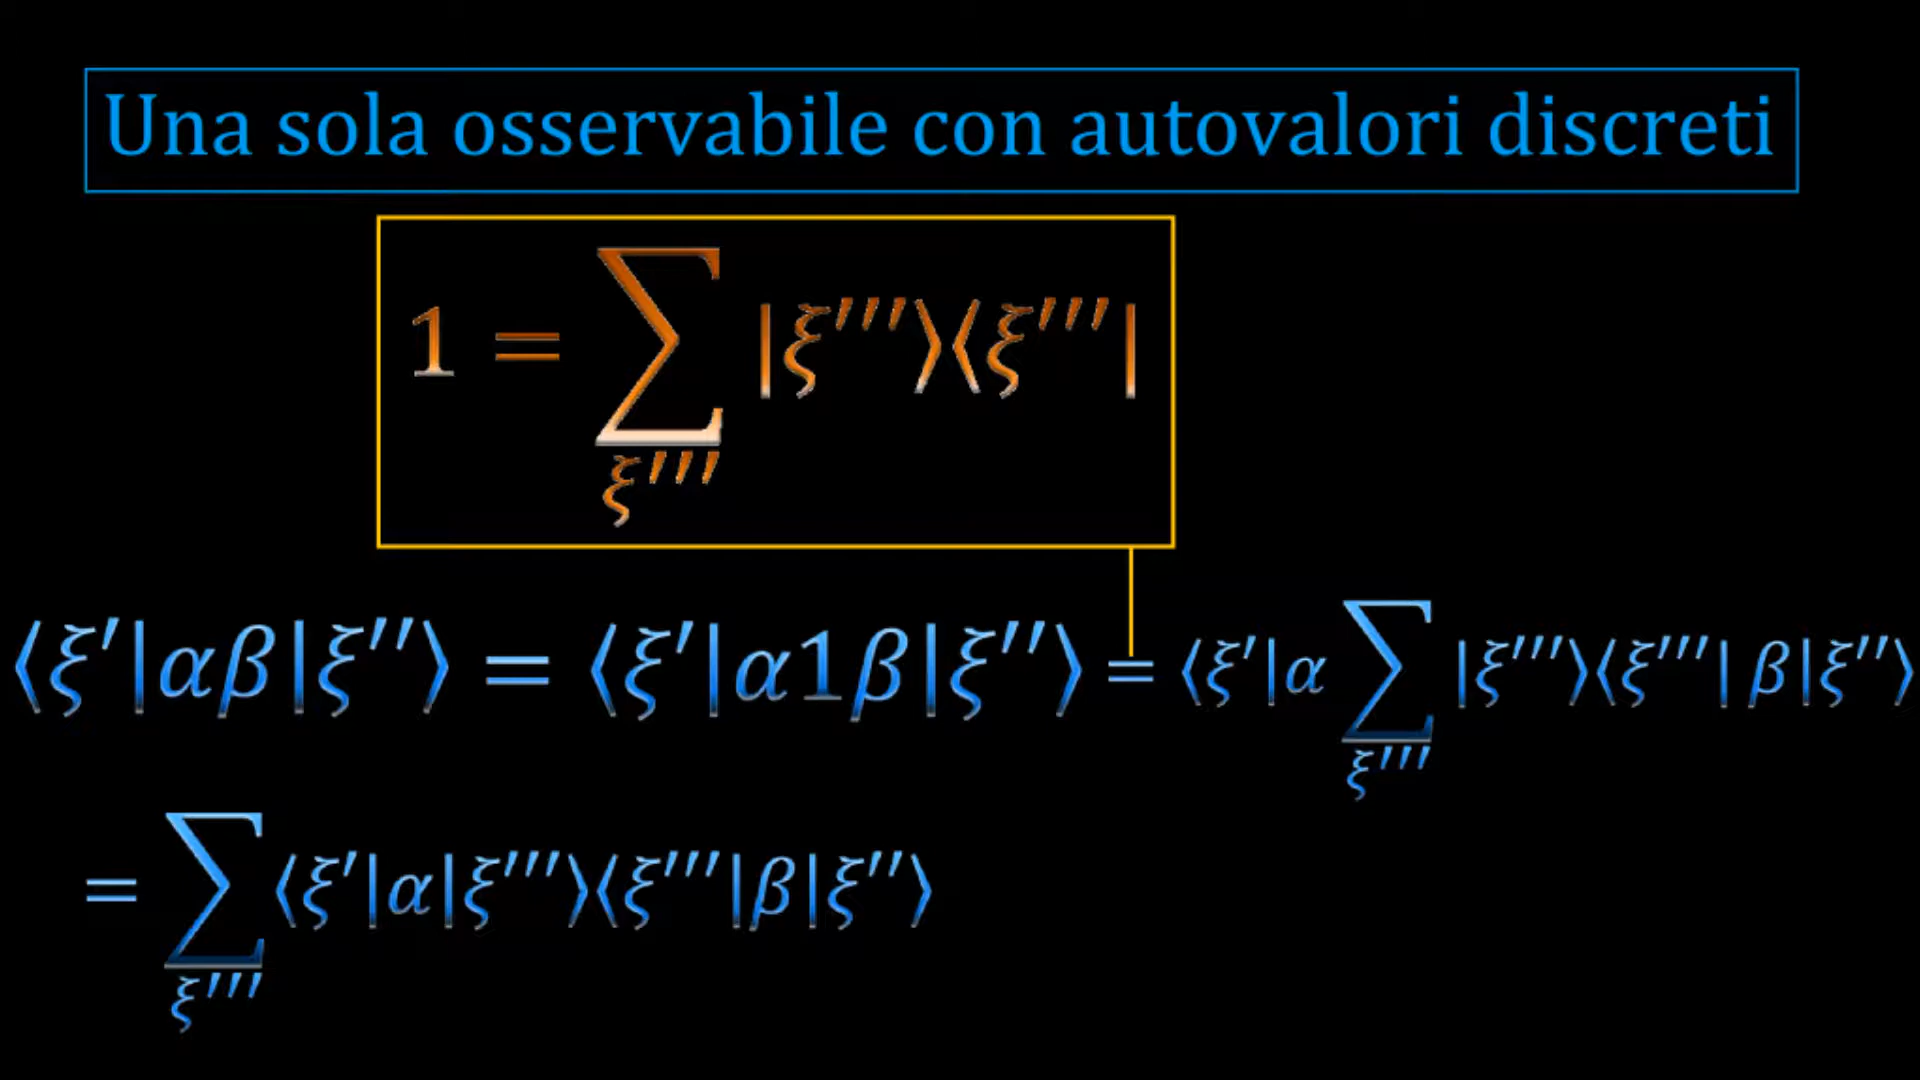 Una sola osservabile con autovalori discreti
1 = ∑ |ξ′′′⟩⟨ξ′′′|
ξ′′′
⟨ξ′|αβ|ξ′′⟩ = ⟨ξ′|α1β|ξ′′⟩ = ⟨ξ′|α ∑ |ξ′′′⟩⟨ξ′′′| β|ξ′′⟩
ξ′′′
= ∑ ⟨ξ′|α|ξ′′′⟩⟨ξ′′′|β|ξ′′⟩
ξ′′′